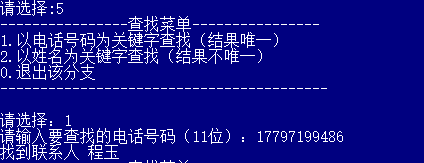 请选择:5
----------------查找菜单----------------
1.以电话号码为关键字查找（结果唯一）
2.以姓名为关键字查找（结果不唯一）
0.退出该分支
-----------------------------------------
请选择：1
请输入要查找的电话号码（11位）：17797199486
找到联系人 程玉